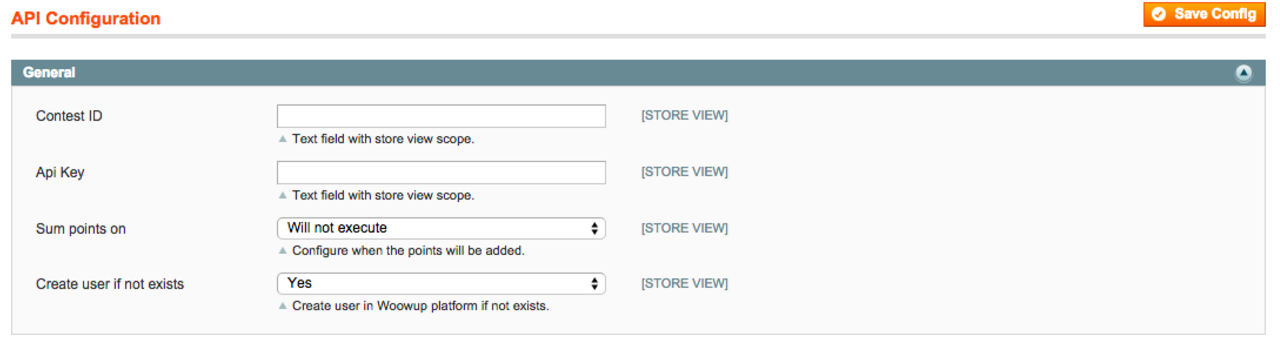 API Configuration Save Config
General
Contest ID [STORE VIEW]
Text field with store view scope.
Api Key [STORE VIEW]
Text field with store view scope.
Sum points on Will not execute [STORE VIEW]
Configure when the points will be added.
Create user if not exists Yes [STORE VIEW]
Create user in Woowup platform if not exists.